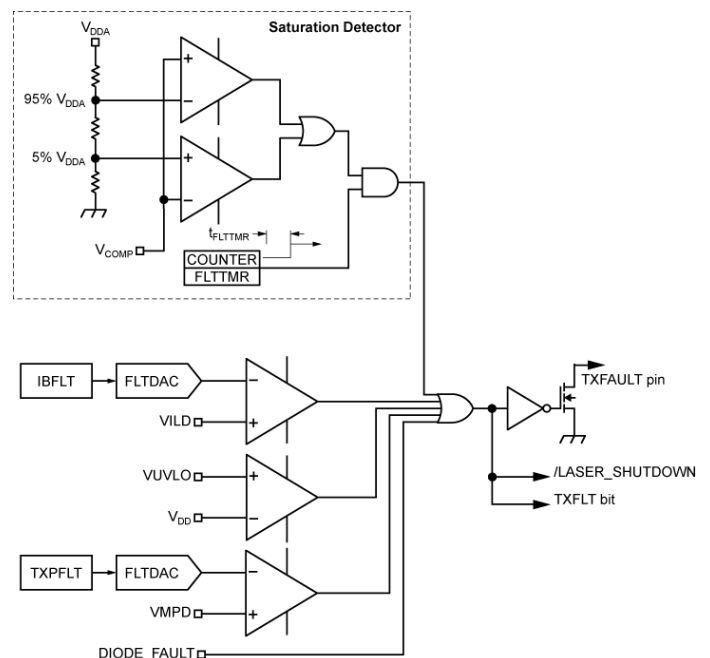 Saturation Detector
VDDA
95% VDDA
5% VDDA
+
−
+
−
VCOMP
tFLTTMR
COUNTER
FLTTMR
IBFLT
FLTDAC
−
VILD
+
VUVLO
+
VDD
−
TXPFLT
FLTDAC
−
VMPD
+
DIODE_FAULT
TXFAULT pin
/LASER_SHUTDOWN
TXFLT bit